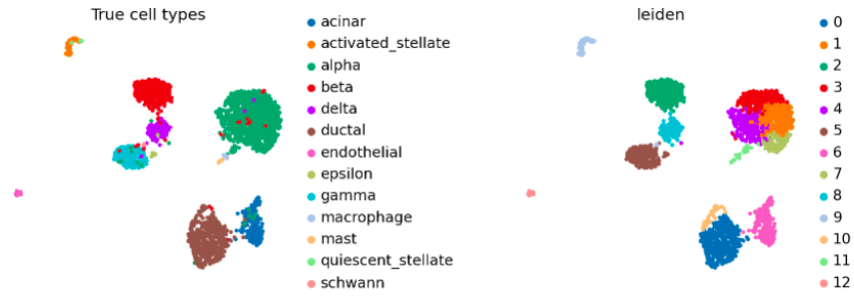 True cell types
acinar
activated_stellate
alpha
beta
delta
ductal
endothelial
epsilon
gamma
macrophage
mast
quiescent_stellate
schwann
leiden
0
1
2
3
4
5
6
7
8
9
10
11
12